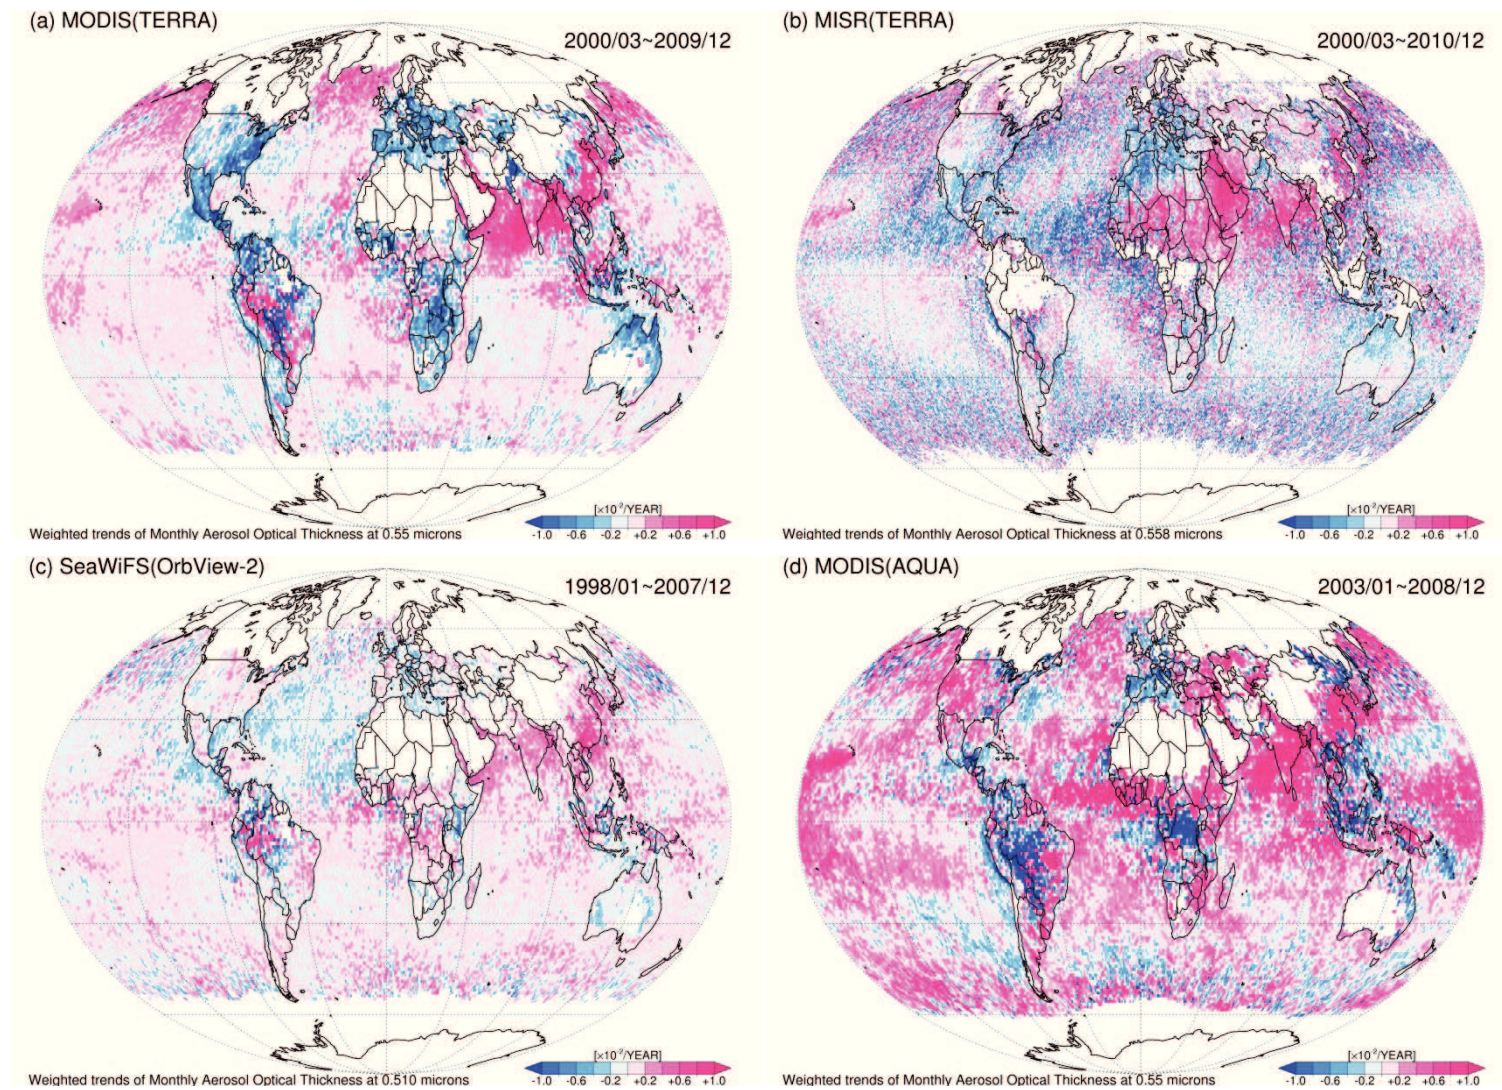 (a) MODIS(TERRA)
2000/03~2009/12
[×10⁻²/YEAR]
Weighted trends of Monthly Aerosol Optical Thickness at 0.55 microns
-1.0 -0.6 -0.2 +0.2 +0.6 +1.0
(b) MISR(TERRA)
2000/03~2010/12
[×10⁻²/YEAR]
Weighted trends of Monthly Aerosol Optical Thickness at 0.558 microns
-1.0 -0.6 -0.2 +0.2 +0.6 +1.0
(c) SeaWiFS(OrbView-2)
1998/01~2007/12
[×10⁻²/YEAR]
Weighted trends of Monthly Aerosol Optical Thickness at 0.510 microns
-1.0 -0.6 -0.2 +0.2 +0.6 +1.0
(d) MODIS(AQUA)
2003/01~2008/12
[×10⁻²/YEAR]
Weighted trends of Monthly Aerosol Optical Thickness at 0.55 microns
-1.0 -0.6 -0.2 +0.2 +0.6 +1.0